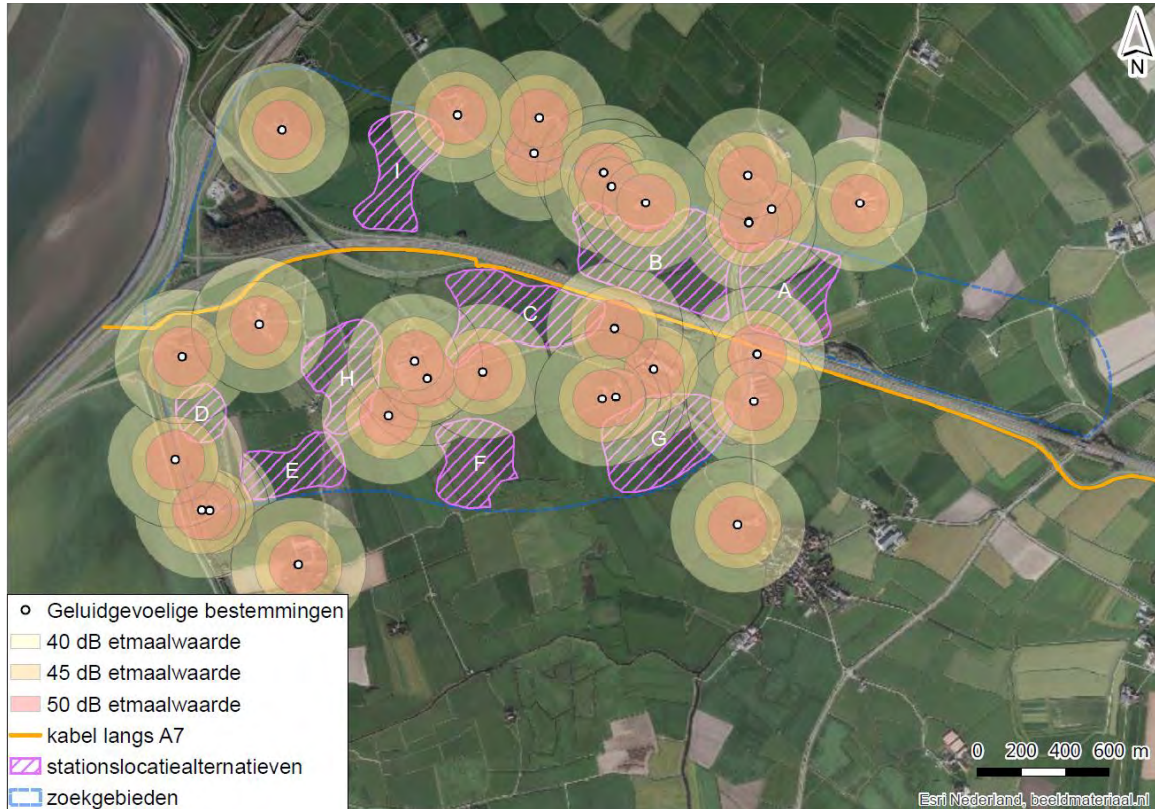 N
I
B
A
C
H
D
G
F
E
Geluidgevoelige bestemmingen
40 dB etmaalwaarde
45 dB etmaalwaarde
50 dB etmaalwaarde
kabel langs A7
stationslocatiealternatieven
zoekgebieden
0 200 400 600 m
Esri Nederland, beeldmateriaal.nl